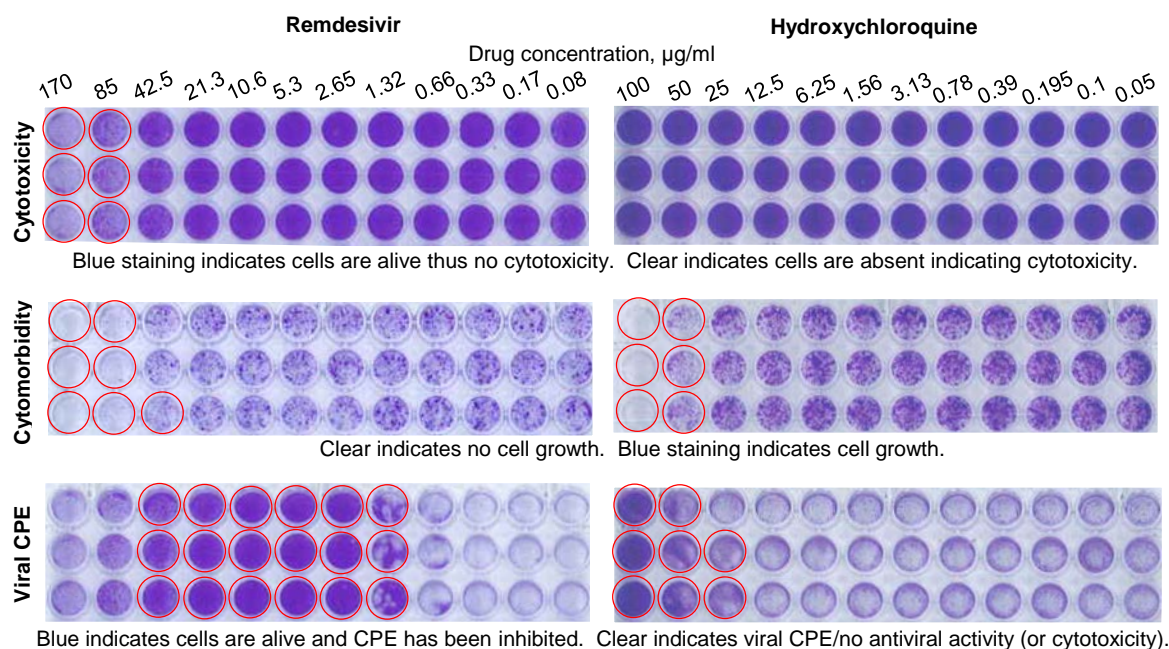 Remdesivir
Hydroxychloroquine
Drug concentration, µg/ml
170 85 42.5 21.3 10.6 5.3 2.65 1.32 0.66 0.33 0.17 0.08
100 50 25 12.5 6.25 1.56 3.13 0.78 0.39 0.195 0.1 0.05
Cytotoxicity
Blue staining indicates cells are alive thus no cytotoxicity. Clear indicates cells are absent indicating cytotoxicity.
Cytomorbidity
Clear indicates no cell growth. Blue staining indicates cell growth.
Viral CPE
Blue indicates cells are alive and CPE has been inhibited. Clear indicates viral CPE/no antiviral activity (or cytotoxicity).